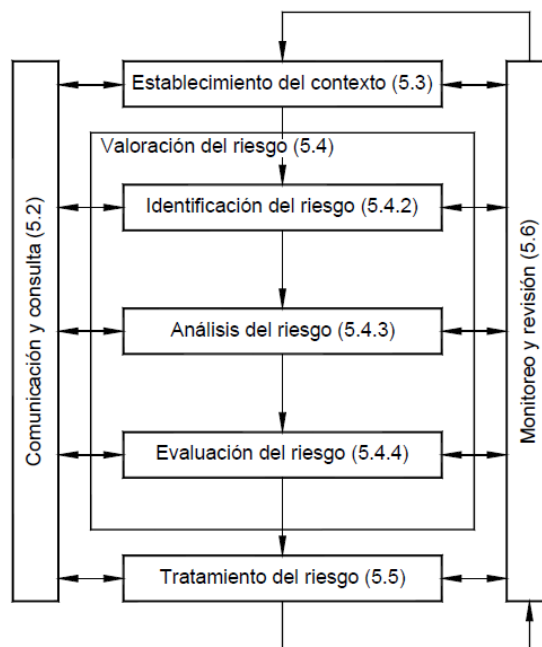 Establecimiento del contexto (5.3)
Valoración del riesgo (5.4)
Identificación del riesgo (5.4.2)
Análisis del riesgo (5.4.3)
Evaluación del riesgo (5.4.4)
Tratamiento del riesgo (5.5)
Comunicación y consulta (5.2)
Monitoreo y revisión (5.6)